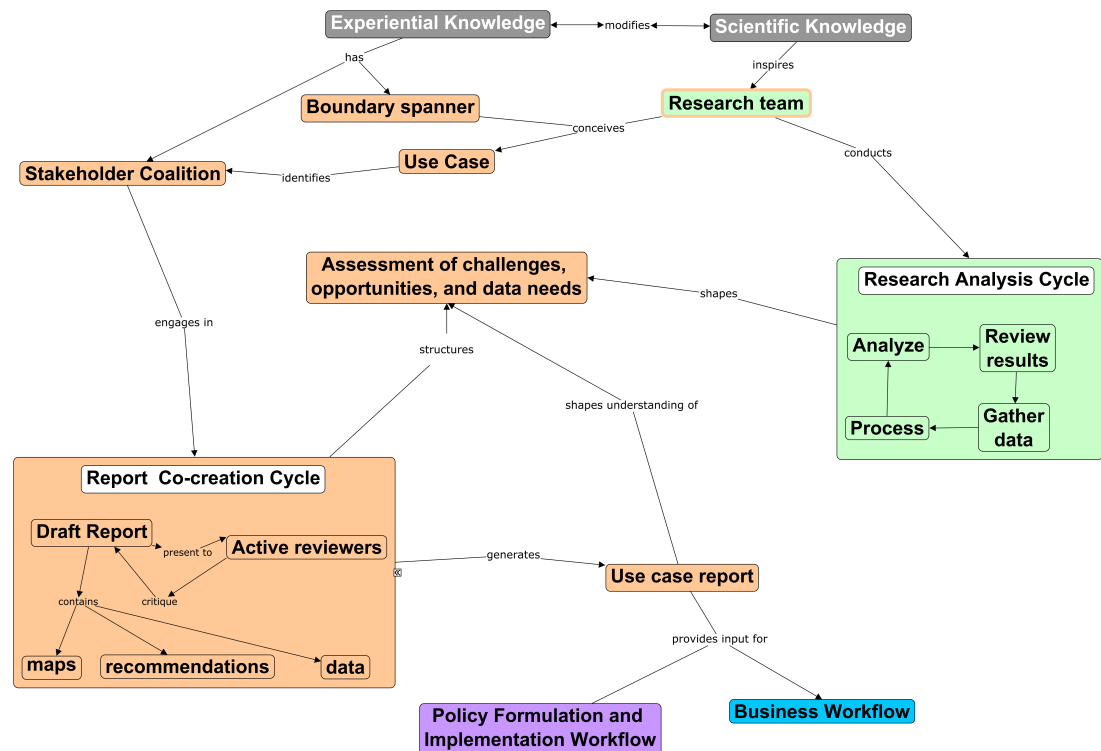 Experiential Knowledge
modifies
Scientific Knowledge
has
inspires
Boundary spanner
Research team
conceives
Use Case
conducts
Stakeholder Coalition
identifies
Assessment of challenges,
opportunities, and data needs
shapes
Research Analysis Cycle
engages in
structures
Analyze
Review
results
shapes understanding of
Process
Gather
data
Report  Co-creation Cycle
Draft Report
present to
Active reviewers
generates
Use case report
contains
critique
provides input for
maps
recommendations
data
Policy Formulation and
Implementation Workflow
Business Workflow